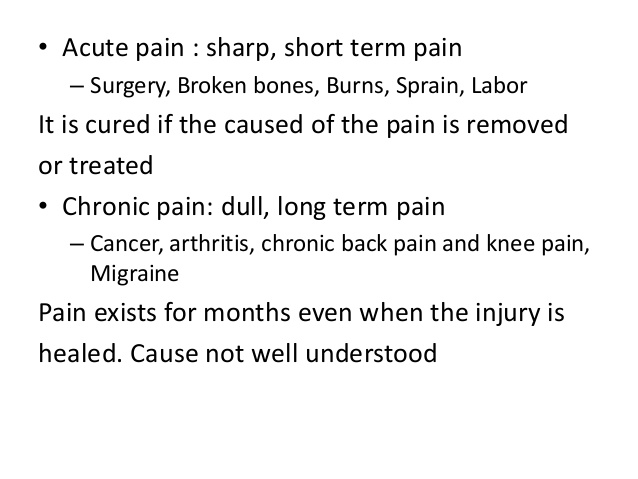 • Acute pain : sharp, short term pain
– Surgery, Broken bones, Burns, Sprain, Labor
It is cured if the caused of the pain is removed
or treated
• Chronic pain: dull, long term pain
– Cancer, arthritis, chronic back pain and knee pain,
Migraine
Pain exists for months even when the injury is
healed. Cause not well understood